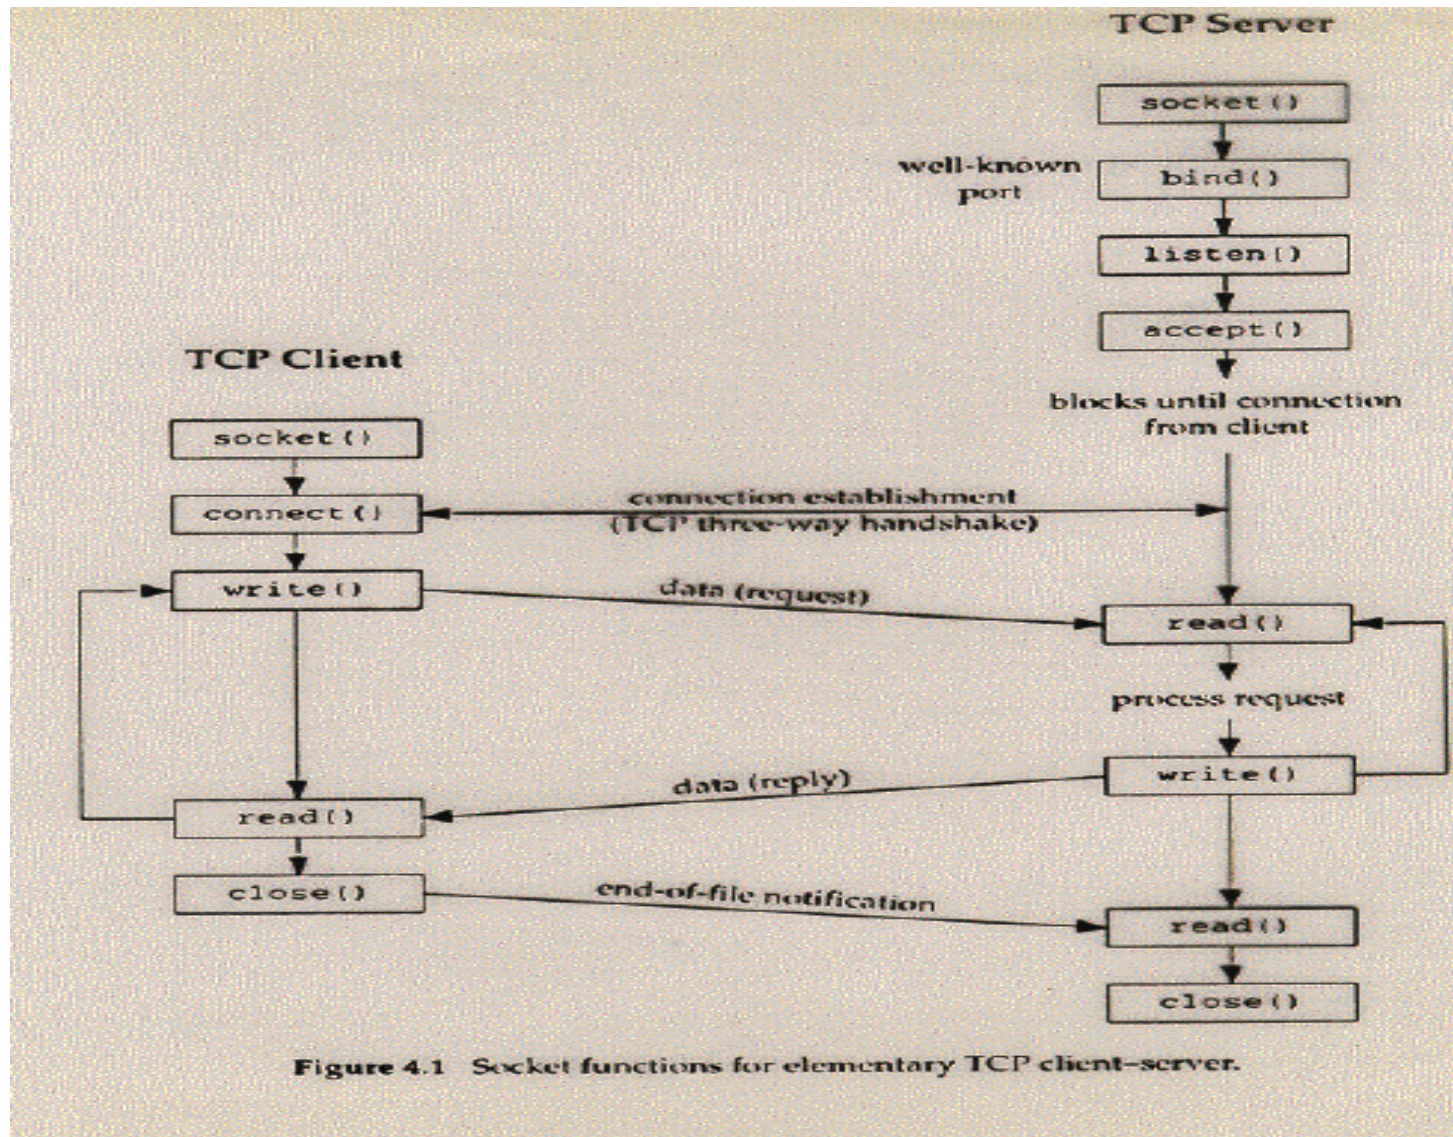 TCP Server
socket()
well-known
port
bind()
listen()
accept()
blocks until connection
from client
TCP Client
socket()
connect()
connection establishment
(TCP three-way handshake)
write()
data (request)
read()
process request
write()
data (reply)
read()
close()
end-of-file notification
read()
close()
Figure 4.1 Socket functions for elementary TCP client–server.